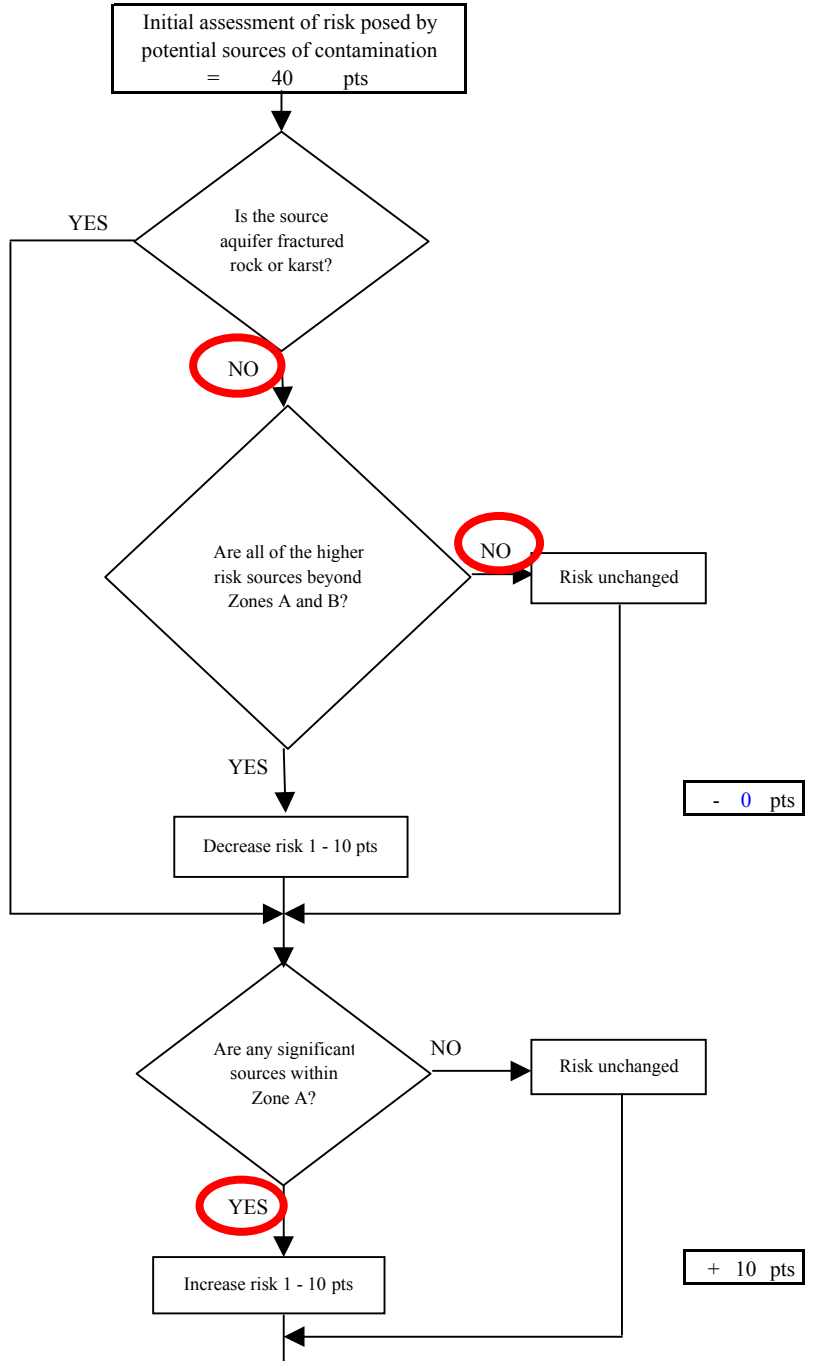 Initial assessment of risk posed by
potential sources of contamination
= 40 pts
YES
Is the source
aquifer fractured
rock or karst?
NO
Are all of the higher
risk sources beyond
Zones A and B?
NO
Risk unchanged
YES
- 0 pts
Decrease risk 1 - 10 pts
Are any significant
sources within
Zone A?
NO
Risk unchanged
YES
+ 10 pts
Increase risk 1 - 10 pts